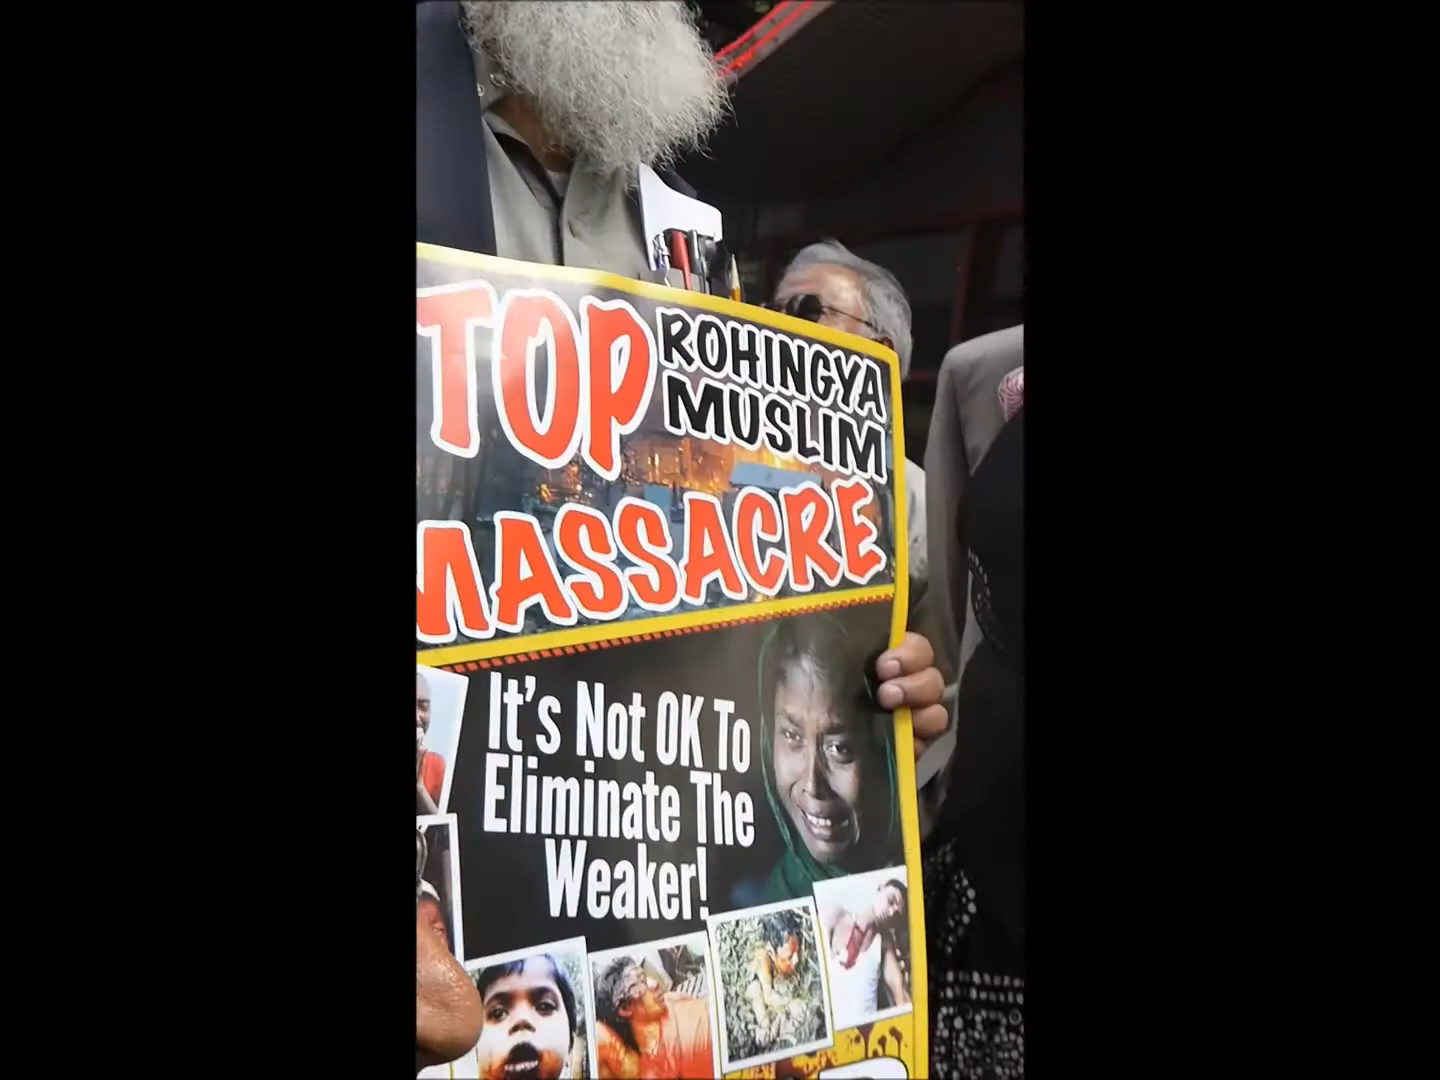 TOP ROHINGYA
MUSLIM
MASSACRE
It's Not OK To
Eliminate The
Weaker!